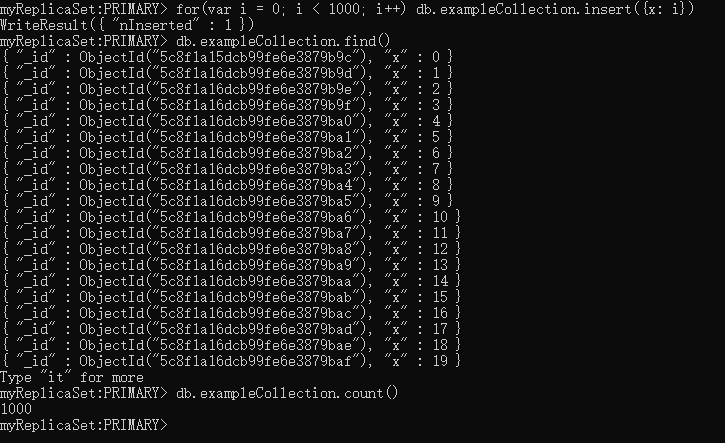 myReplicaSet:PRIMARY> for(var i = 0; i < 1000; i++) db.exampleCollection.insert({x: i})
WriteResult({ "nInserted" : 1 })
myReplicaSet:PRIMARY> db.exampleCollection.find()
{ "_id" : ObjectId("5c8f1a15dcb99fe6e3879b9c"), "x" : 0 }
{ "_id" : ObjectId("5c8f1a16dcb99fe6e3879b9d"), "x" : 1 }
{ "_id" : ObjectId("5c8f1a16dcb99fe6e3879b9e"), "x" : 2 }
{ "_id" : ObjectId("5c8f1a16dcb99fe6e3879b9f"), "x" : 3 }
{ "_id" : ObjectId("5c8f1a16dcb99fe6e3879ba0"), "x" : 4 }
{ "_id" : ObjectId("5c8f1a16dcb99fe6e3879ba1"), "x" : 5 }
{ "_id" : ObjectId("5c8f1a16dcb99fe6e3879ba2"), "x" : 6 }
{ "_id" : ObjectId("5c8f1a16dcb99fe6e3879ba3"), "x" : 7 }
{ "_id" : ObjectId("5c8f1a16dcb99fe6e3879ba4"), "x" : 8 }
{ "_id" : ObjectId("5c8f1a16dcb99fe6e3879ba5"), "x" : 9 }
{ "_id" : ObjectId("5c8f1a16dcb99fe6e3879ba6"), "x" : 10 }
{ "_id" : ObjectId("5c8f1a16dcb99fe6e3879ba7"), "x" : 11 }
{ "_id" : ObjectId("5c8f1a16dcb99fe6e3879ba8"), "x" : 12 }
{ "_id" : ObjectId("5c8f1a16dcb99fe6e3879ba9"), "x" : 13 }
{ "_id" : ObjectId("5c8f1a16dcb99fe6e3879baa"), "x" : 14 }
{ "_id" : ObjectId("5c8f1a16dcb99fe6e3879bab"), "x" : 15 }
{ "_id" : ObjectId("5c8f1a16dcb99fe6e3879bac"), "x" : 16 }
{ "_id" : ObjectId("5c8f1a16dcb99fe6e3879bad"), "x" : 17 }
{ "_id" : ObjectId("5c8f1a16dcb99fe6e3879bae"), "x" : 18 }
{ "_id" : ObjectId("5c8f1a16dcb99fe6e3879baf"), "x" : 19 }
Type "it" for more
myReplicaSet:PRIMARY> db.exampleCollection.count()
1000
myReplicaSet:PRIMARY>